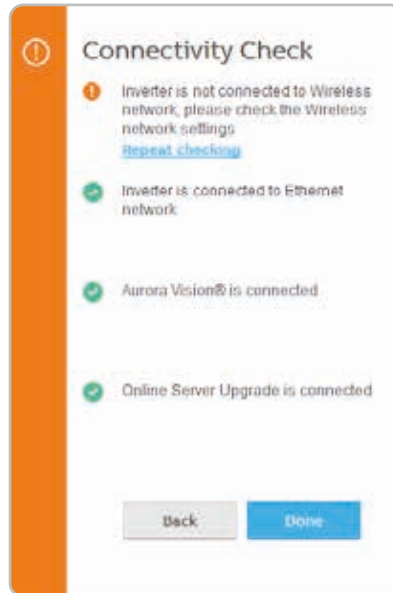 Connectivity Check
Inverter is not connected to Wireless
network, please check the Wireless
network settings
Repeat checking
Inverter is connected to Ethernet
network
Aurora Vision® is connected
Online Server Upgrade is connected
Back
Done